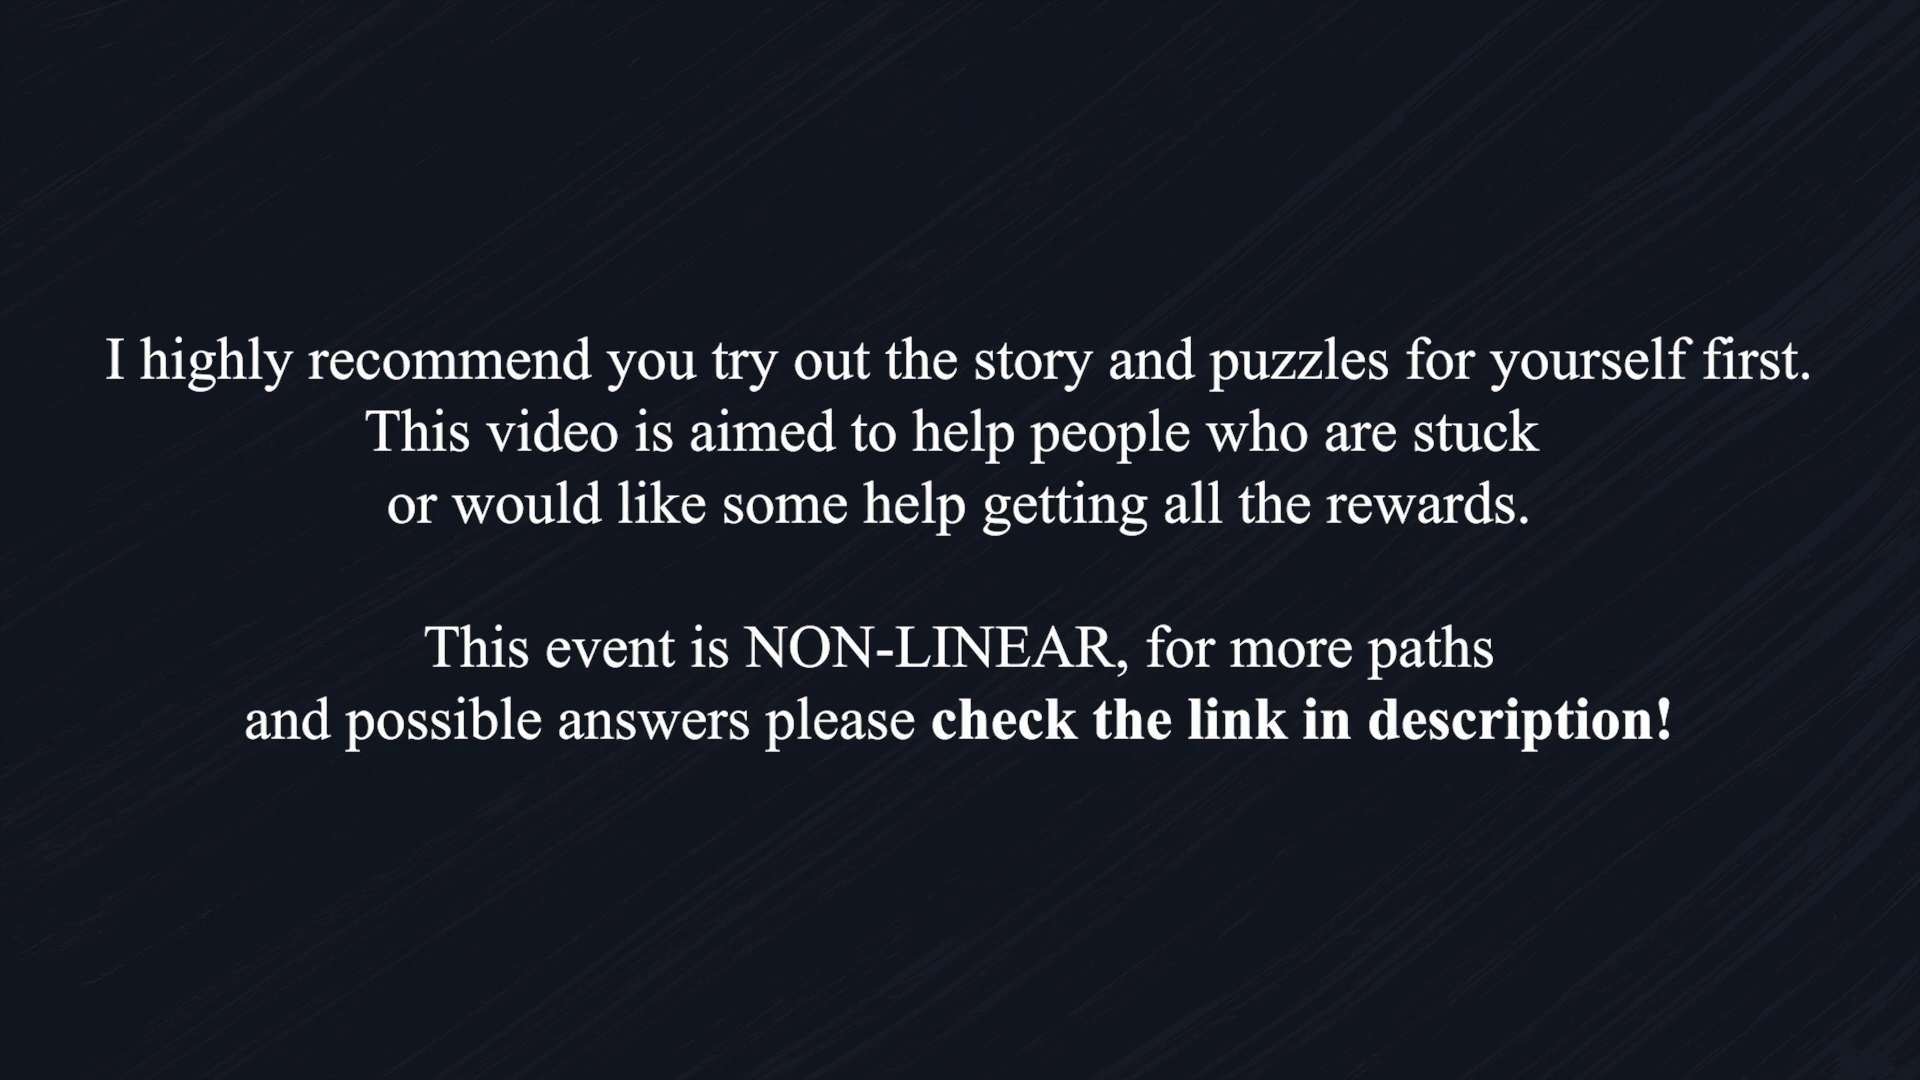 I highly recommend you try out the story and puzzles for yourself first.
This video is aimed to help people who are stuck
or would like some help getting all the rewards.
This event is NON-LINEAR, for more paths
and possible answers please check the link in description!